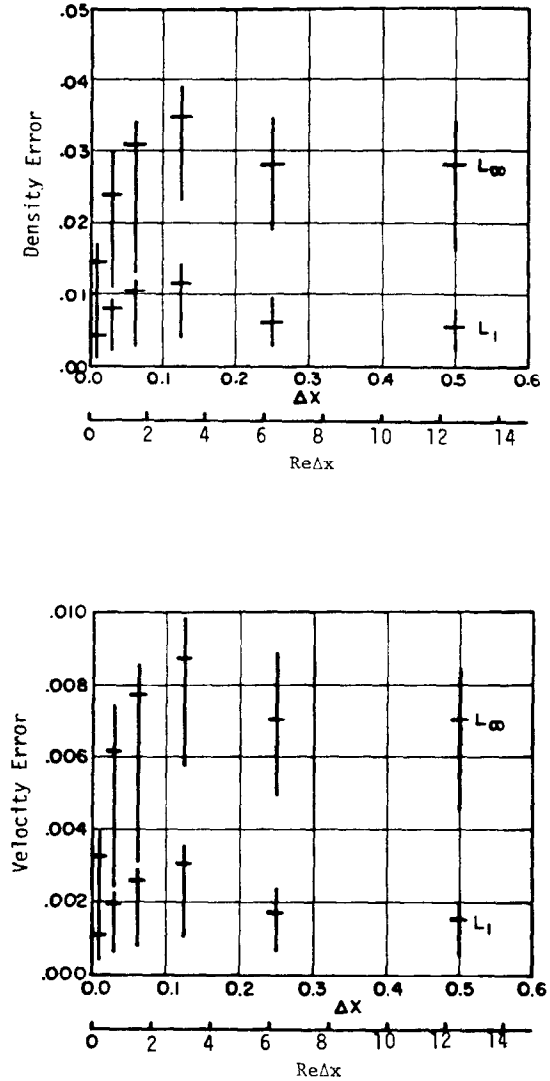 .05
.04
.03
.02
.01
.00
Density Error
L∞
L1
0.0 0.1 0.2 0.3 0.4 0.5 0.6
ΔX
0 2 4 6 8 10 12 14
ReΔx
.010
.008
.006
.004
.002
.000
Velocity Error
L∞
L1
0.0 0.1 0.2 0.3 0.4 0.5 0.6
ΔX
0 2 4 6 8 10 12 14
ReΔx